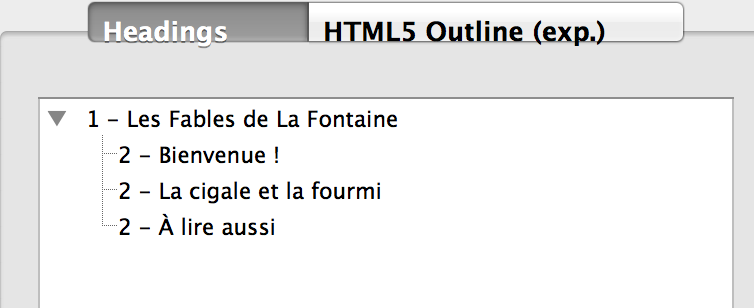 Headings HTML5 Outline (exp.)
1 – Les Fables de La Fontaine
2 – Bienvenue !
2 – La cigale et la fourmi
2 – À lire aussi